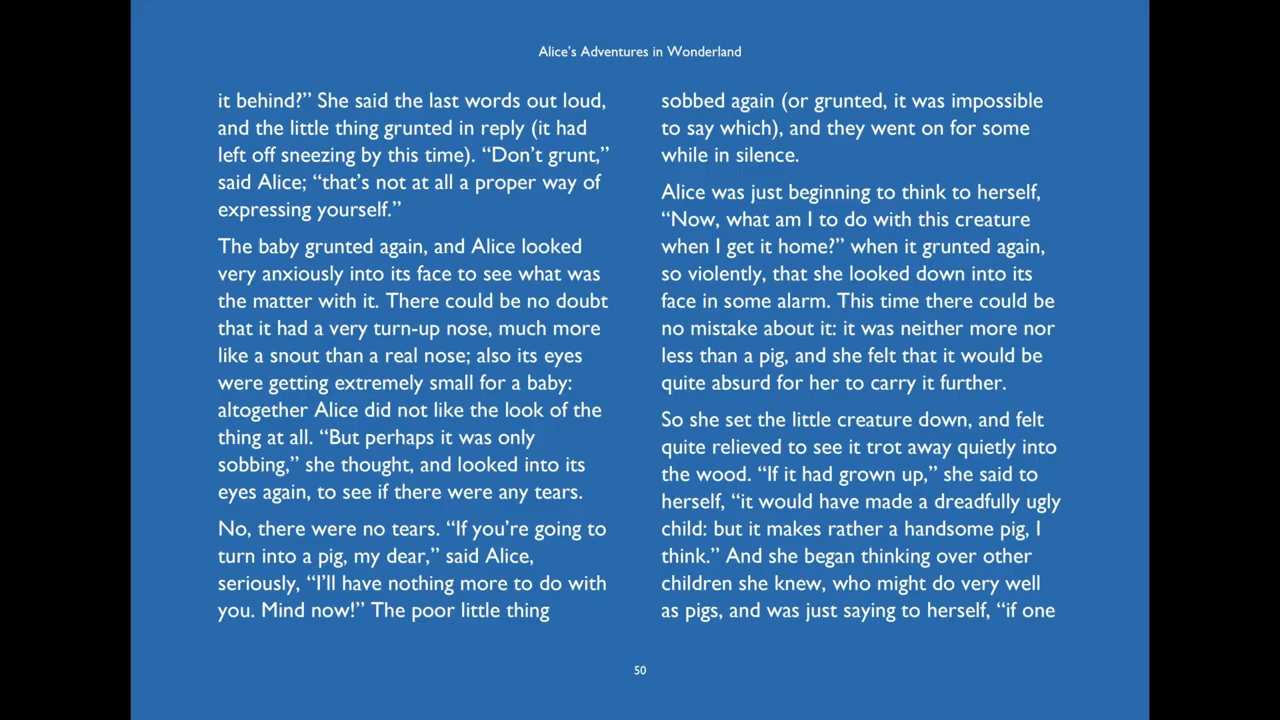 Alice’s Adventures in Wonderland
it behind?” She said the last words out loud,
and the little thing grunted in reply (it had
left off sneezing by this time). “Don’t grunt,”
said Alice; “that’s not at all a proper way of
expressing yourself.”
The baby grunted again, and Alice looked
very anxiously into its face to see what was
the matter with it. There could be no doubt
that it had a very turn-up nose, much more
like a snout than a real nose; also its eyes
were getting extremely small for a baby:
altogether Alice did not like the look of the
thing at all. “But perhaps it was only
sobbing,” she thought, and looked into its
eyes again, to see if there were any tears.
No, there were no tears. “If you’re going to
turn into a pig, my dear,” said Alice,
seriously, “I’ll have nothing more to do with
you. Mind now!” The poor little thing
sobbed again (or grunted, it was impossible
to say which), and they went on for some
while in silence.
Alice was just beginning to think to herself,
“Now, what am I to do with this creature
when I get it home?” when it grunted again,
so violently, that she looked down into its
face in some alarm. This time there could be
no mistake about it: it was neither more nor
less than a pig, and she felt that it would be
quite absurd for her to carry it further.
So she set the little creature down, and felt
quite relieved to see it trot away quietly into
the wood. “If it had grown up,” she said to
herself, “it would have made a dreadfully ugly
child: but it makes rather a handsome pig, I
think.” And she began thinking over other
children she knew, who might do very well
as pigs, and was just saying to herself, “if one
50